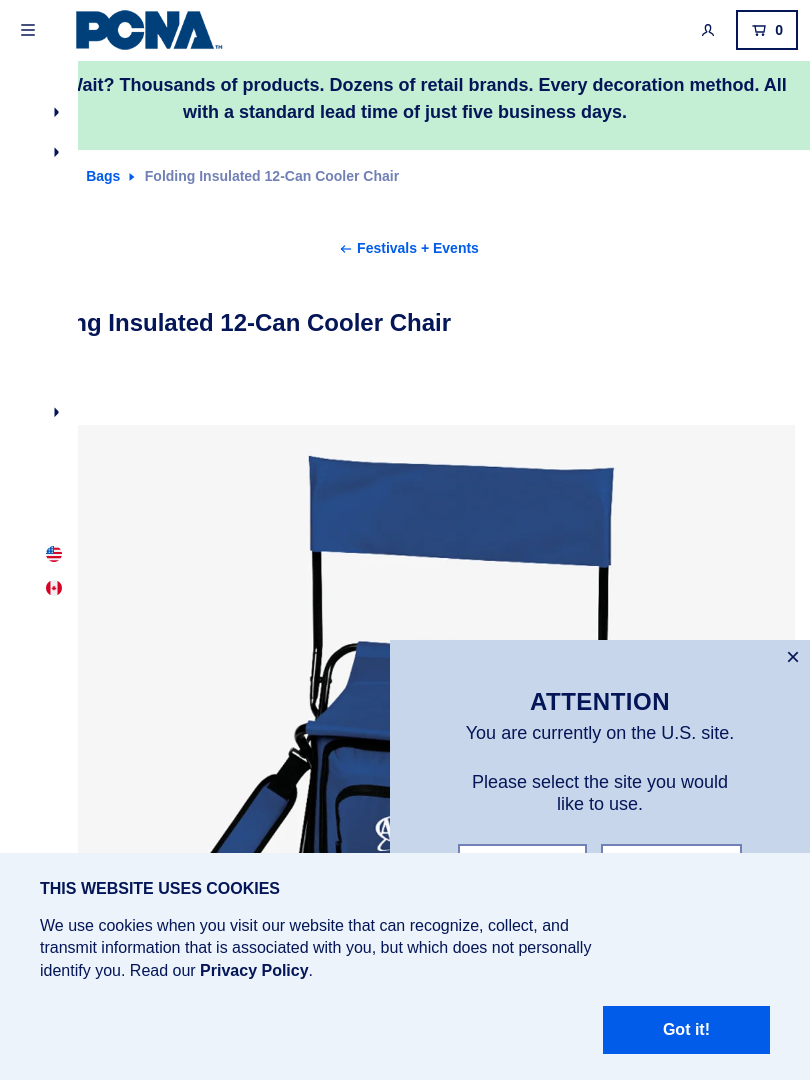 PCNA™
0
Wait? Thousands of products. Dozens of retail brands. Every decoration method. All
with a standard lead time of just five business days.
Bags
Folding Insulated 12-Can Cooler Chair
Festivals + Events
ng Insulated 12-Can Cooler Chair
ATTENTION
You are currently on the U.S. site.
Please select the site you would
like to use.
THIS WEBSITE USES COOKIES
We use cookies when you visit our website that can recognize, collect, and
transmit information that is associated with you, but which does not personally
identify you. Read our Privacy Policy.
Got it!